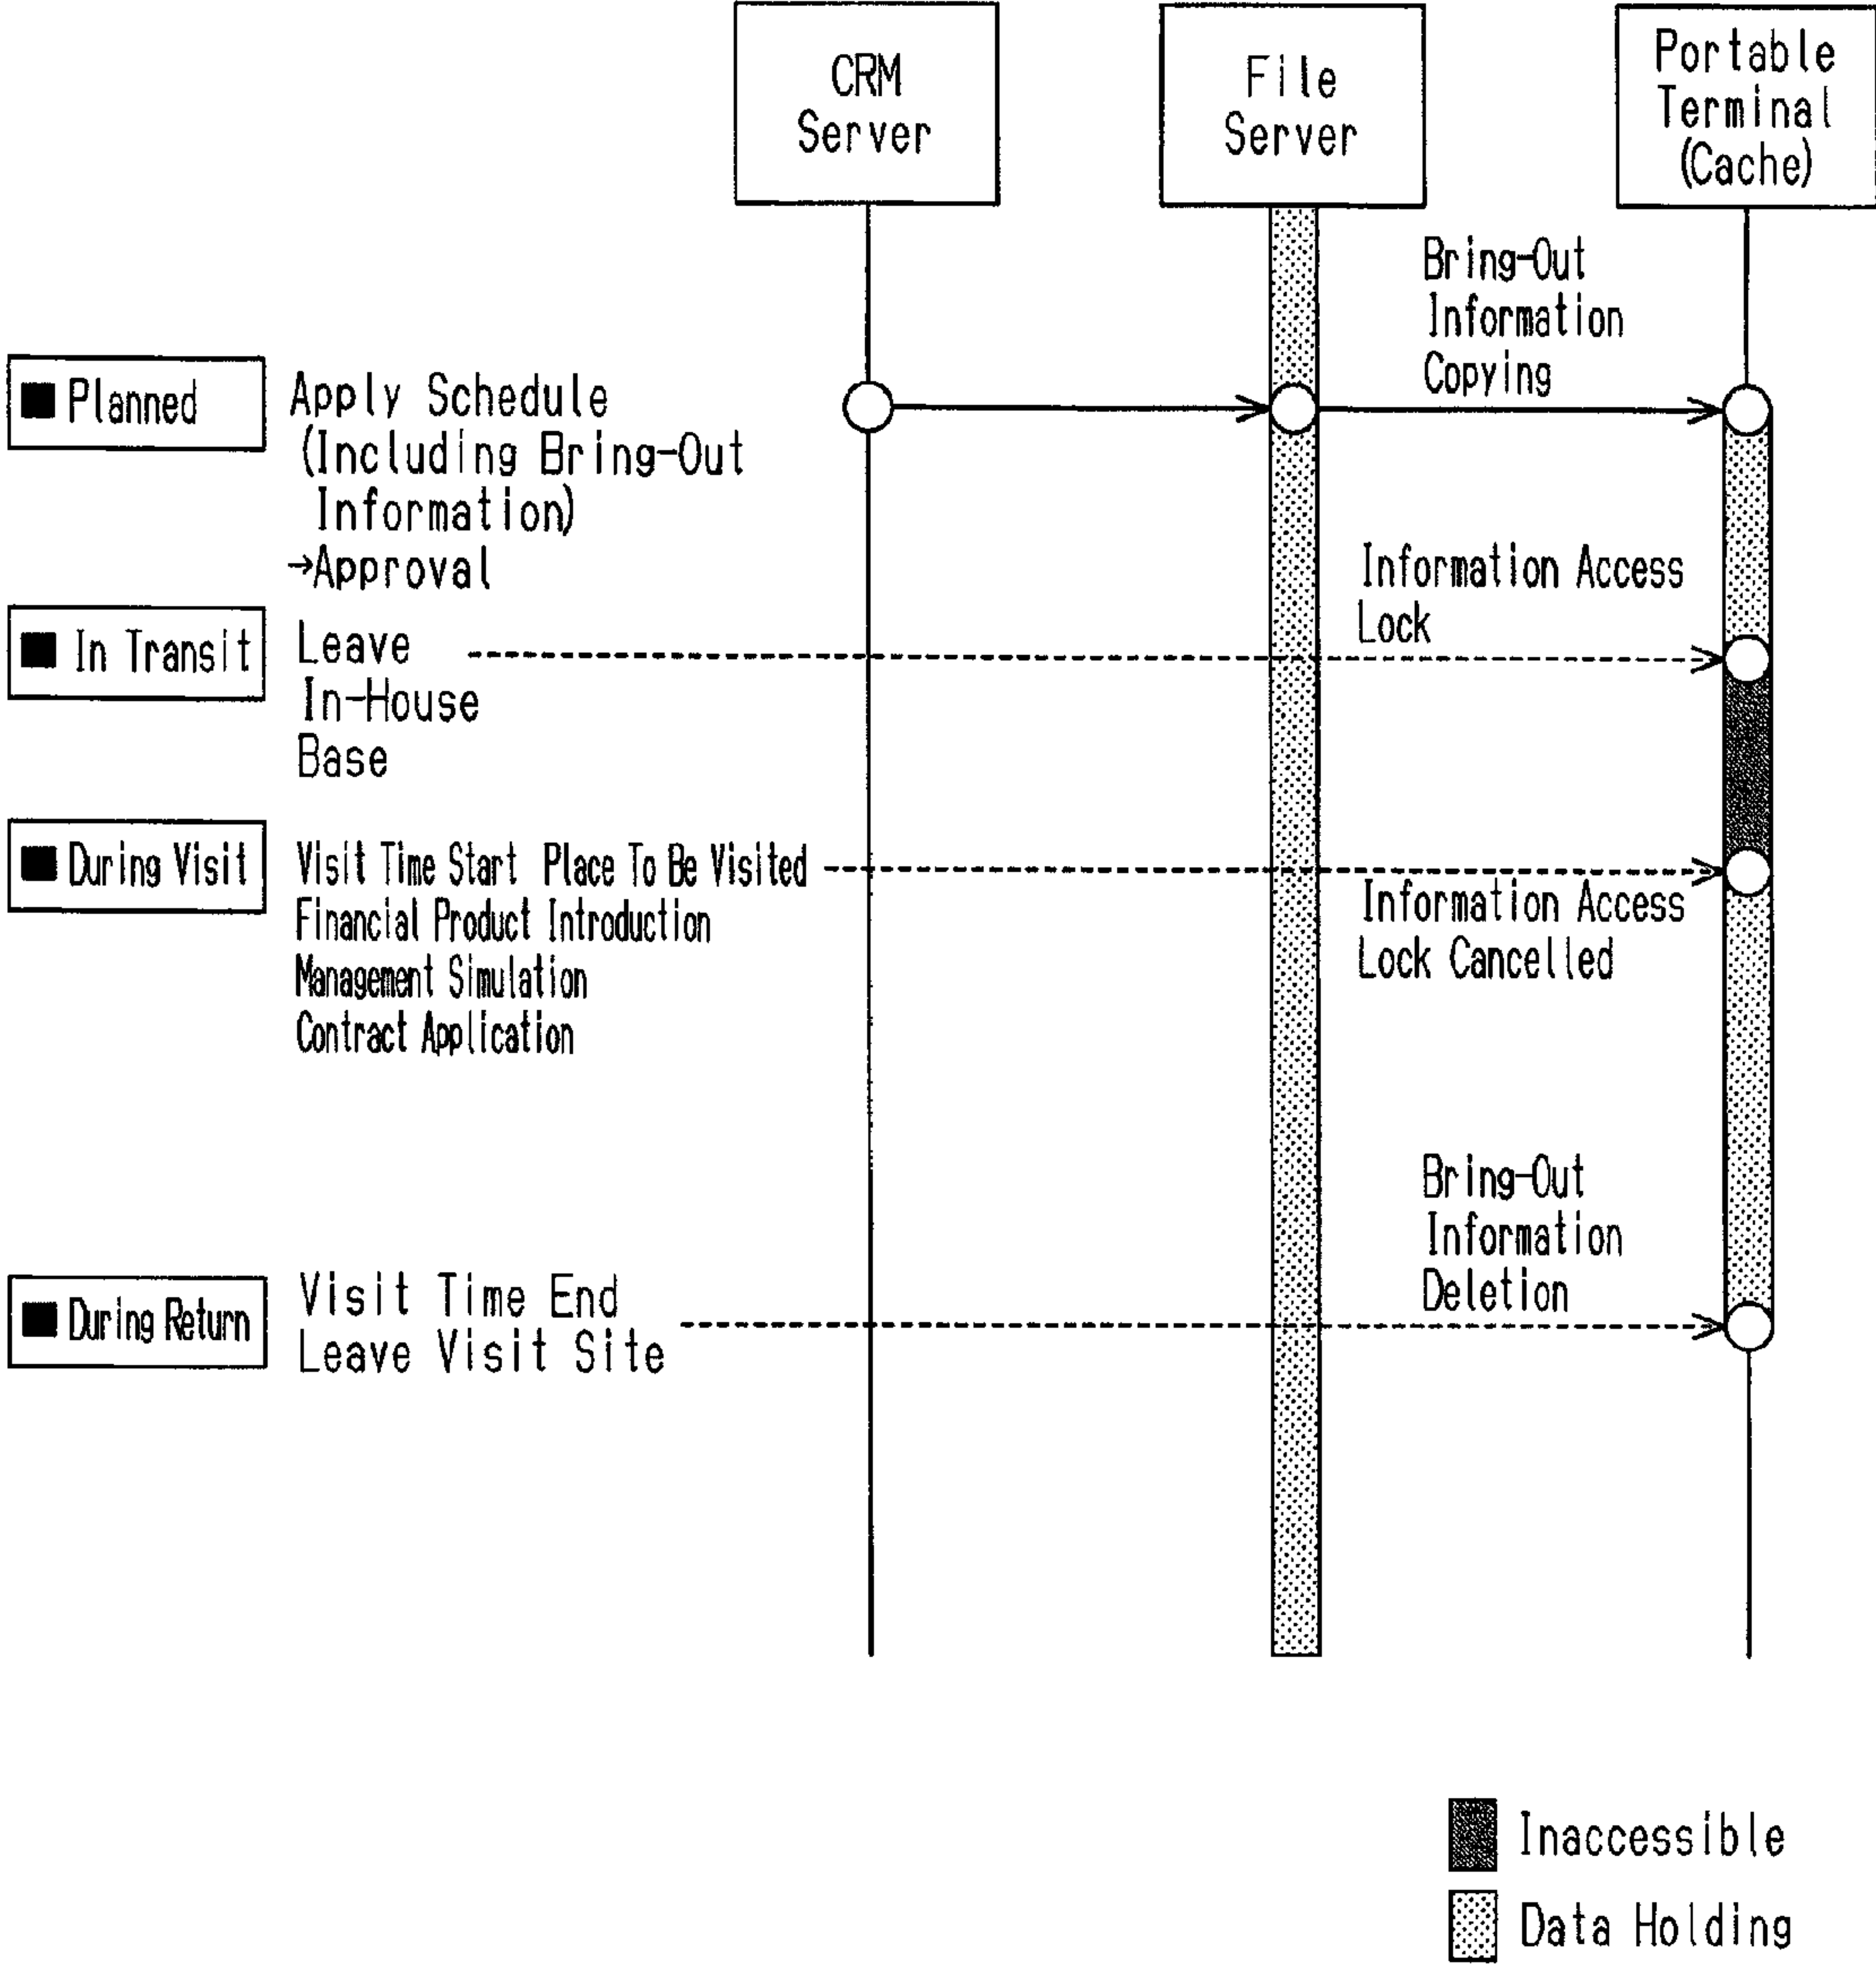 CRM
Server
File
Server
Portable
Terminal
(Cache)
Bring-Out
Information
Copying
■ Planned
Apply Schedule
(Including Bring-Out
Information)
→Approval
Information Access
Lock
■ In Transit
Leave
In-House
Base
■ During Visit
Visit Time Start Place To Be Visited
Financial Product Introduction
Management Simulation
Contract Application
Information Access
Lock Cancelled
Bring-Out
Information
Deletion
■ During Return
Visit Time End
Leave Visit Site
Inaccessible
Data Holding